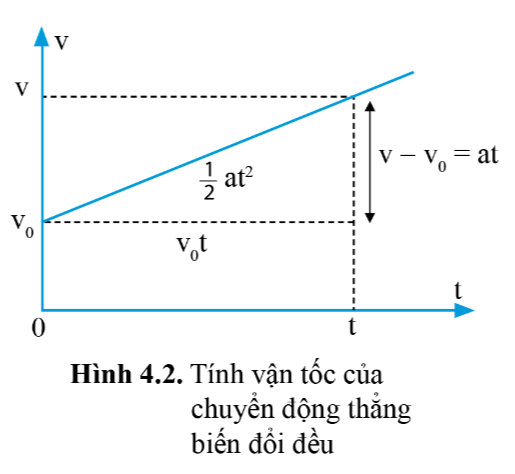 v
v
v – v₀ = at
½ at²
v₀
v₀t
t
0
t
Hình 4.2. Tính vận tốc của
chuyển động thẳng
biến đổi đều